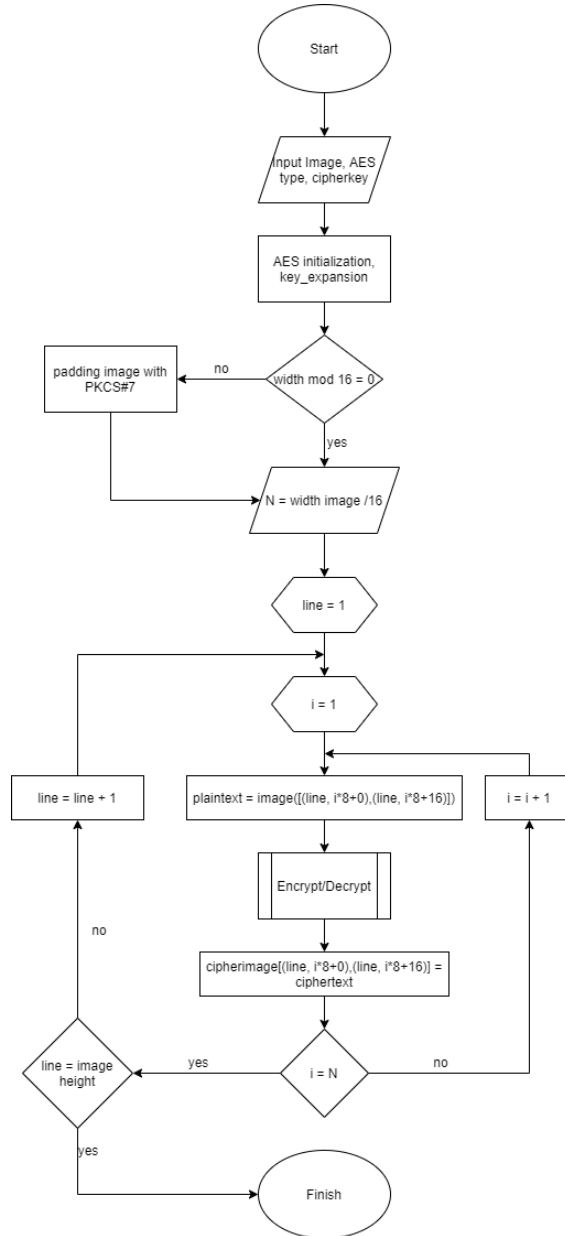 Start
Input Image, AES
type, cipherkey
AES initialization,
key_expansion
width mod 16 = 0
no
padding image with
PKCS#7
yes
N = width image /16
line = 1
i = 1
line = line + 1
plaintext = image([(line, i*8+0),(line, i*8+16)])
i = i + 1
Encrypt/Decrypt
no
cipherimage[(line, i*8+0),(line, i*8+16)] =
ciphertext
line = image
height
yes
i = N
no
yes
Finish